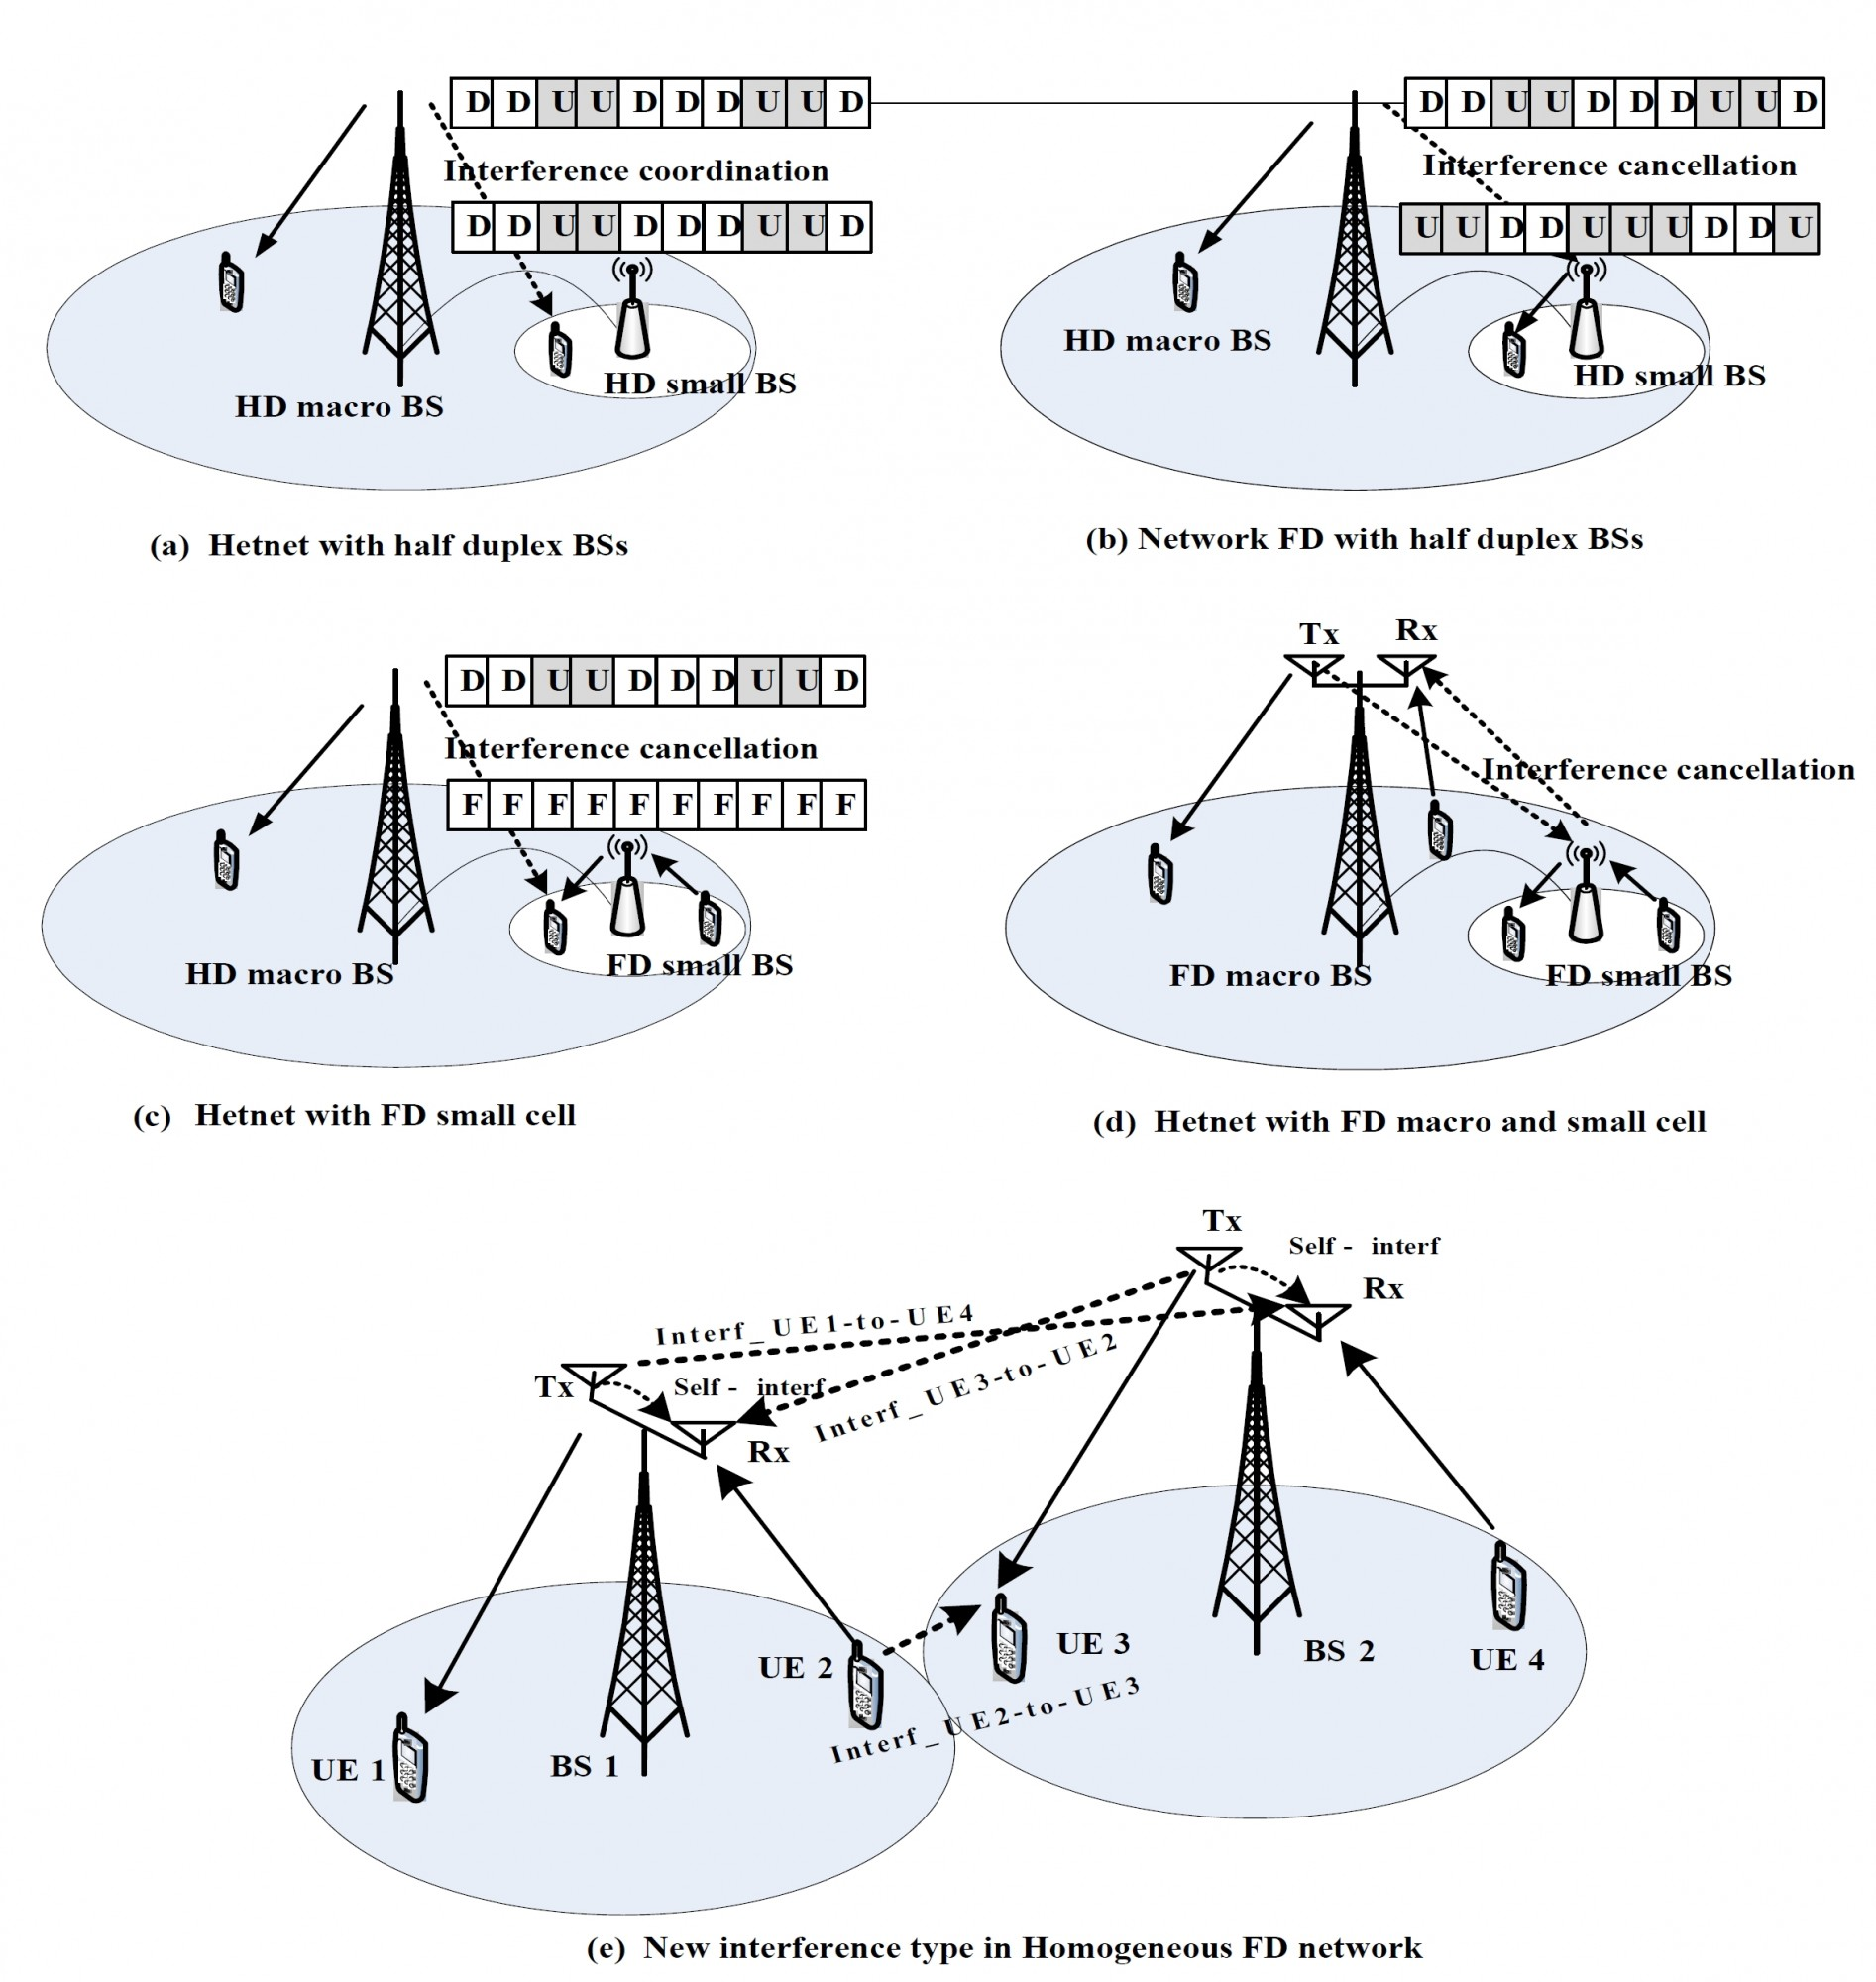 D D U U D D D U U D
Interference coordination
D D U U D D D U U D
HD small BS
HD macro BS
(a) Hetnet with half duplex BSs
D D U U D D D U U D
Interference cancellation
U U D D U U U D D U
HD macro BS
HD small BS
(b) Network FD with half duplex BSs
D D U U D D D U U D
Interference cancellation
F F F F F F F F F F
FD small BS
HD macro BS
(c) Hetnet with FD small cell
Tx Rx
Interference cancellation
FD macro BS FD small BS
(d) Hetnet with FD macro and small cell
Tx
Self - interf
Rx
Interf_UE1-to-UE4
Interf_UE3-to-UE2
Tx
Self - interf
Rx
UE 3
BS 2
UE 4
UE 2
Interf_UE2-to-UE3
UE 1
BS 1
(e) New interference type in Homogeneous FD network